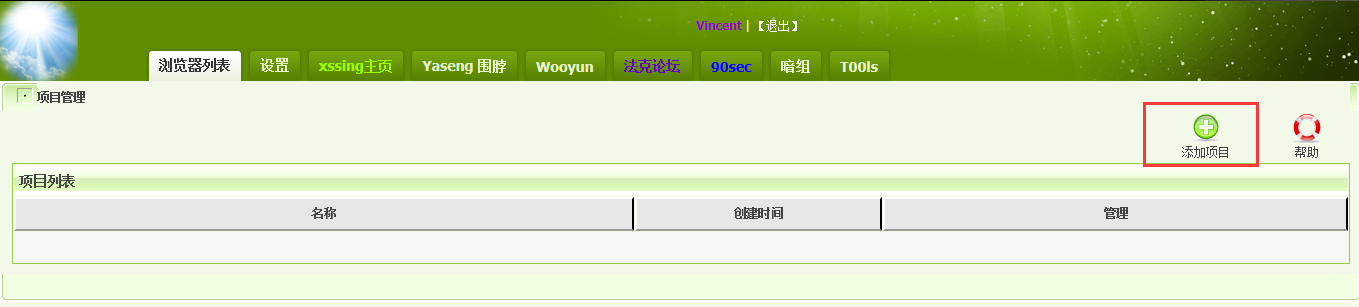 Vincent | 【退出】
浏览器列表 设置 xssing主页 Yaseng 围脖 Wooyun 法克论坛 90sec 暗组 T00ls
项目管理
添加项目 帮助
项目列表
名称 创建时间 管理